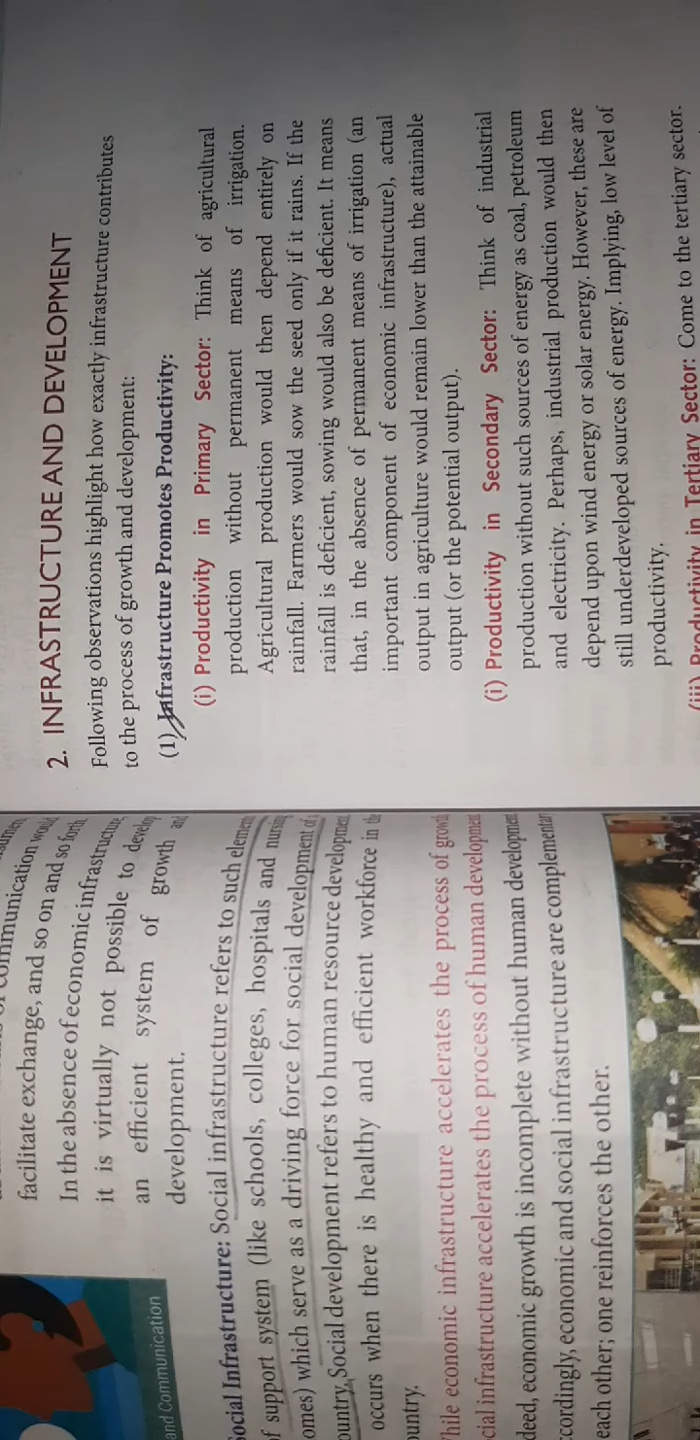 facilitate exchange, and so on and so forth.
In the absence of economic infrastructure,
it is virtually not possible to develop
an efficient system of growth and
development.
and Communication
Social Infrastructure: Social infrastructure refers to such elements
of support system (like schools, colleges, hospitals and nursing
omes) which serve as a driving force for social development of
ountry. Social development refers to human resource development
occurs when there is healthy and efficient workforce in the
ountry.
hile economic infrastructure accelerates the process of growth
cial infrastructure accelerates the process of human development
deed, economic growth is incomplete without human development
ccordingly, economic and social infrastructure are complementary
each other; one reinforces the other.
2. INFRASTRUCTURE AND DEVELOPMENT
Following observations highlight how exactly infrastructure contributes
to the process of growth and development:
(1) Infrastructure Promotes Productivity:
(i) Productivity in Primary Sector: Think of agricultural
production without permanent means of irrigation.
Agricultural production would then depend entirely on
rainfall. Farmers would sow the seed only if it rains. If the
rainfall is deficient, sowing would also be deficient. It means
that, in the absence of permanent means of irrigation (an
important component of economic infrastructure), actual
output in agriculture would remain lower than the attainable
output (or the potential output).
(i) Productivity in Secondary Sector: Think of industrial
production without such sources of energy as coal, petroleum
and electricity. Perhaps, industrial production would then
depend upon wind energy or solar energy. However, these are
still underdeveloped sources of energy. Implying, low level of
productivity.
(iii) Productivity in Tertiary Sector: Come to the tertiary sector.